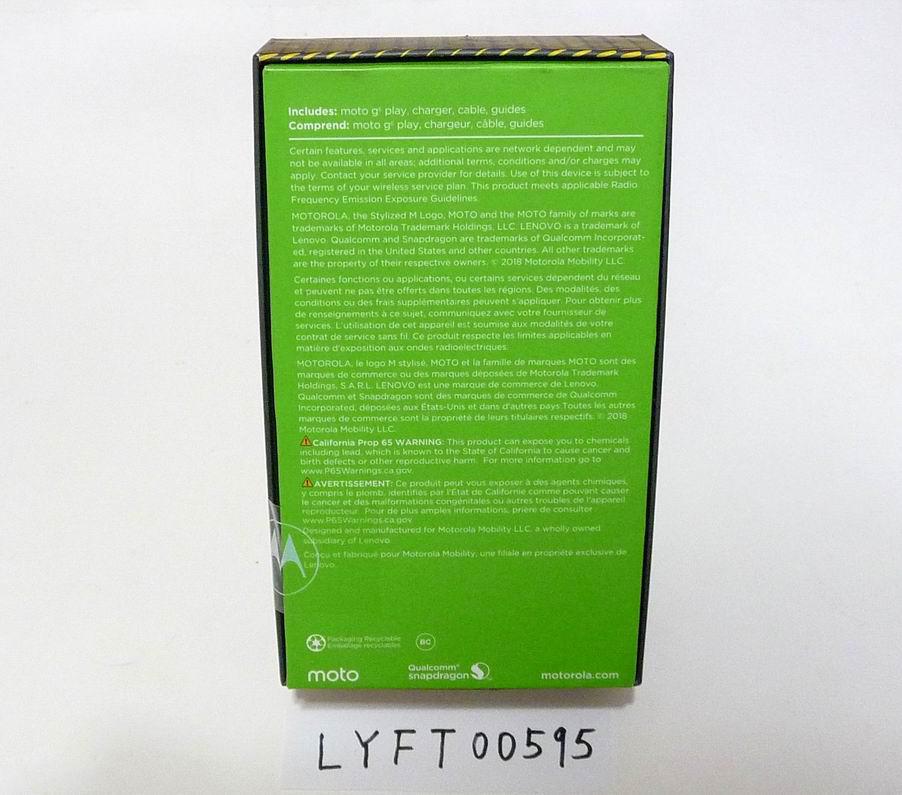 Includes: moto g⁶ play, charger, cable, guides
Comprend: moto g⁶ play, chargeur, câble, guides
Certain features, services and applications are network dependent and may
not be available in all areas; additional terms, conditions and/or charges may
apply. Contact your service provider for details. Use of this device is subject to
the terms of your wireless service plan. This product meets applicable Radio
Frequency Emission Exposure Guidelines.
MOTOROLA, the Stylized M Logo, MOTO and the MOTO family of marks are
trademarks of Motorola Trademark Holdings, LLC. LENOVO is a trademark of
Lenovo. Qualcomm and Snapdragon are trademarks of Qualcomm Incorporat-
ed, registered in the United States and other countries. All other trademarks
are the property of their respective owners. © 2018 Motorola Mobility LLC.
Certaines fonctions ou applications, ou certains services dépendent du réseau
et peuvent ne pas être offerts dans toutes les régions. Des modalités, des
conditions ou des frais supplémentaires peuvent s'appliquer. Pour obtenir plus
de renseignements à ce sujet, communiquez avec votre fournisseur de
services. L'utilisation de cet appareil est soumise aux modalités de votre
contrat de service sans fil. Ce produit respecte les limites applicables en
matière d'exposition aux ondes radioélectriques.
MOTOROLA, le logo M stylisé, MOTO et la famille de marques MOTO sont des
marques de commerce ou des marques déposées de Motorola Trademark
Holdings, S.A.R.L. LENOVO est une marque de commerce de Lenovo.
Qualcomm et Snapdragon sont des marques de commerce de Qualcomm
Incorporated, déposées aux États-Unis et dans d'autres pays.Toutes les autres
marques de commerce sont la propriété de leurs titulaires respectifs. © 2018
Motorola Mobility LLC.
California Prop 65 WARNING: This product can expose you to chemicals
including lead, which is known to the State of California to cause cancer and
birth defects or other reproductive harm. For more information go to
www.P65Warnings.ca.gov.
AVERTISSEMENT: Ce produit peut vous exposer à des agents chimiques,
y compris le plomb, identifiés par l'État de Californie comme pouvant causer
le cancer et des malformations congénitales ou autres troubles de l'appareil
reproducteur. Pour de plus amples informations, prière de consulter
www.P65Warnings.ca.gov
Designed and manufactured for Motorola Mobility LLC, a wholly owned
subsidiary of Lenovo.
Conçu et fabriqué pour Motorola Mobility, une filiale en propriété exclusive de
Lenovo.
Packaging Recyclable
Emballage recyclables
BC
moto
Qualcomm®
snapdragon
motorola.com
LYFT00595